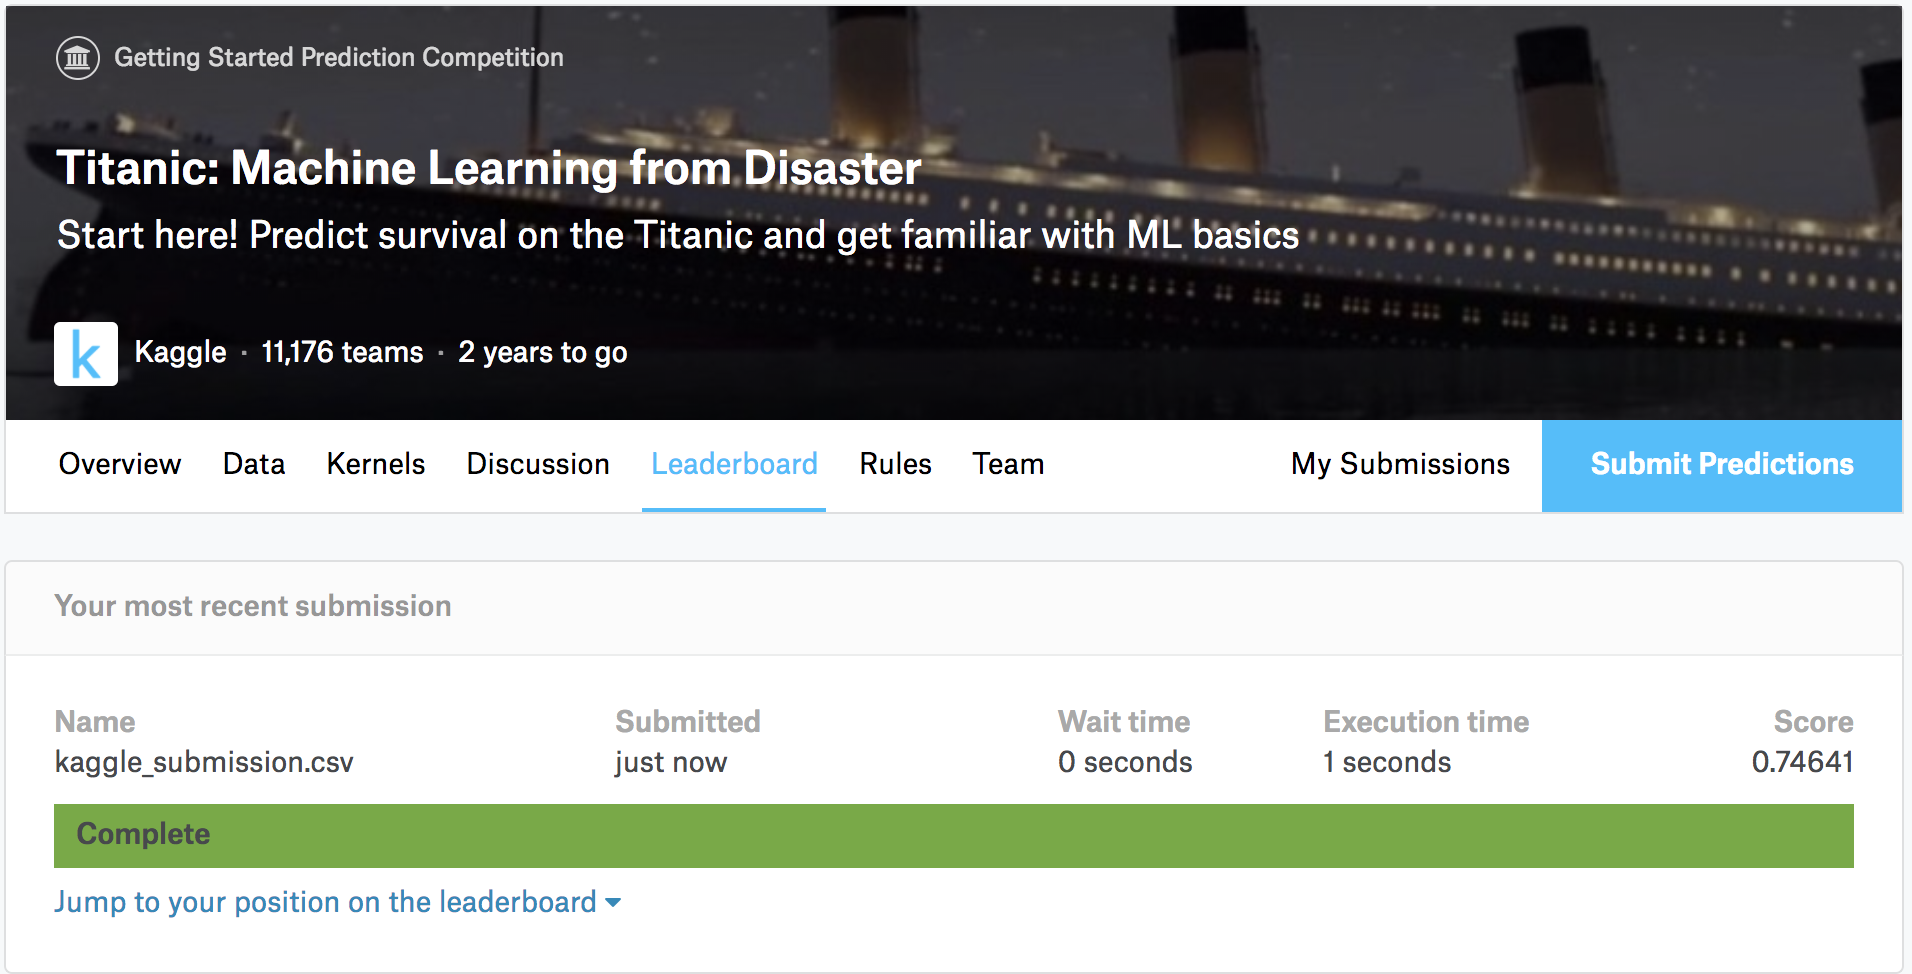 Getting Started Prediction Competition
Titanic: Machine Learning from Disaster
Start here! Predict survival on the Titanic and get familiar with ML basics
k Kaggle · 11,176 teams · 2 years to go
Overview Data Kernels Discussion Leaderboard Rules Team My Submissions Submit Predictions
Your most recent submission
Name Submitted Wait time Execution time Score
kaggle_submission.csv just now 0 seconds 1 seconds 0.74641
Complete
Jump to your position on the leaderboard